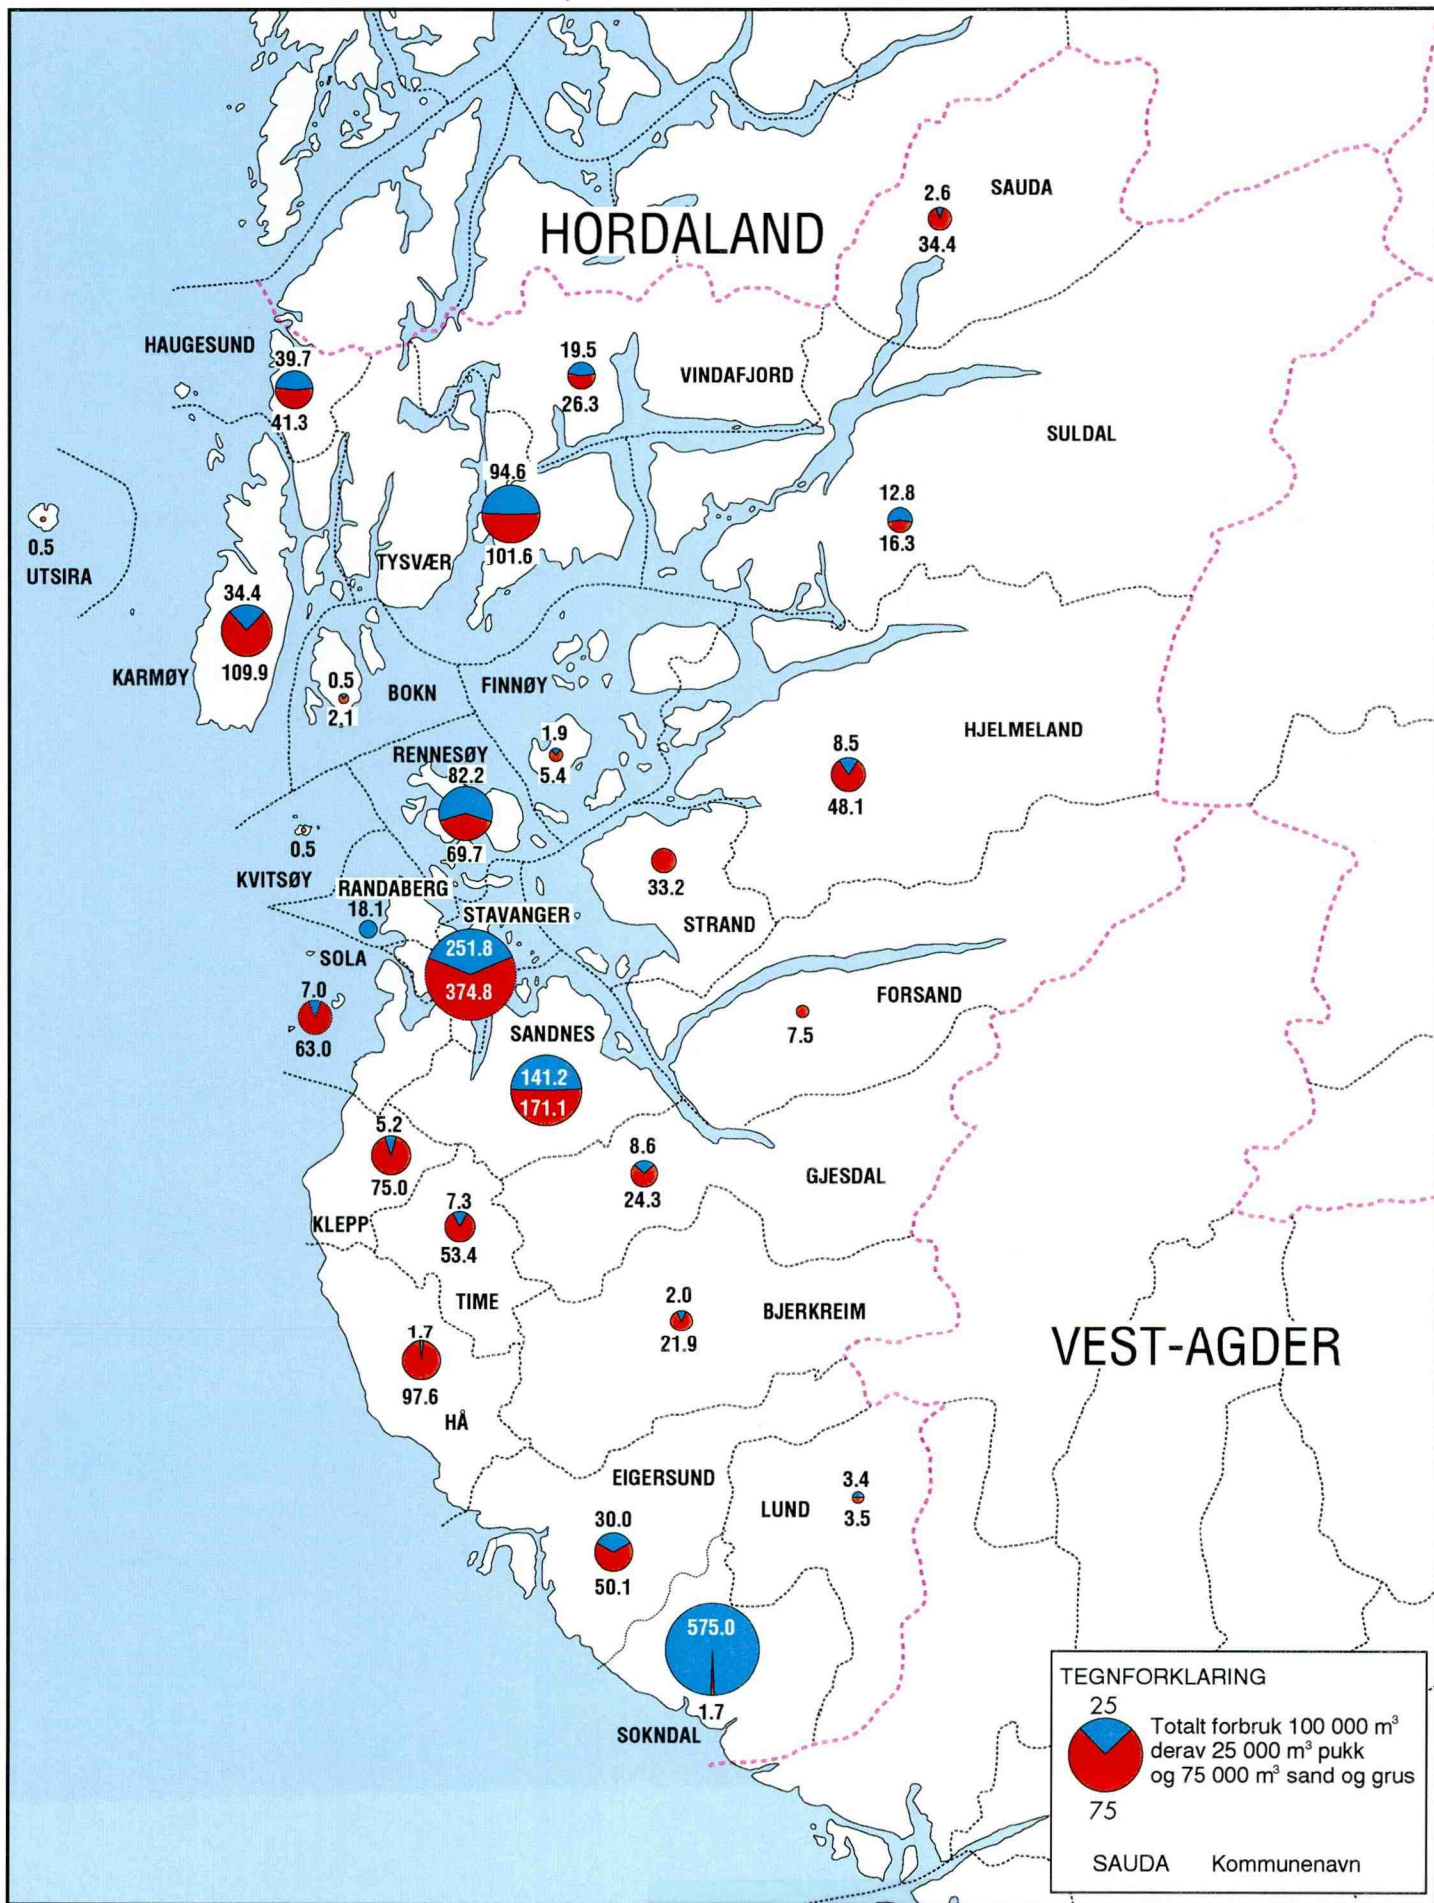 SAUDA
2.6
34.4
HORDALAND
HAUGESUND
39.7
41.3
19.5
26.3
VINDAFJORD
SULDAL
94.6
101.6
12.8
16.3
0.5
UTSIRA
TYSVÆR
34.4
109.9
KARMØY
0.5
2,1
BOKN
FINNØY
1.9
5.4
HJELMELAND
8.5
48.1
RENNESØY
82.2
69.7
0.5
KVITSØY
33.2
STRAND
RANDABERG
18.1
STAVANGER
251.8
374.8
SOLA
7.0
63.0
FORSAND
7.5
SANDNES
141.2
171.1
5.2
75.0
KLEPP
8.6
24.3
GJESDAL
7.3
53.4
TIME
2.0
21.9
BJERKREIM
VEST-AGDER
1.7
97.6
HÅ
EIGERSUND
30.0
50.1
LUND
3.4
3.5
575.0
1.7
SOKNDAL
TEGNFORKLARING
25
Totalt forbruk 100 000 m³
derav 25 000 m³ pukk
og 75 000 m³ sand og grus
75
SAUDA Kommunenavn